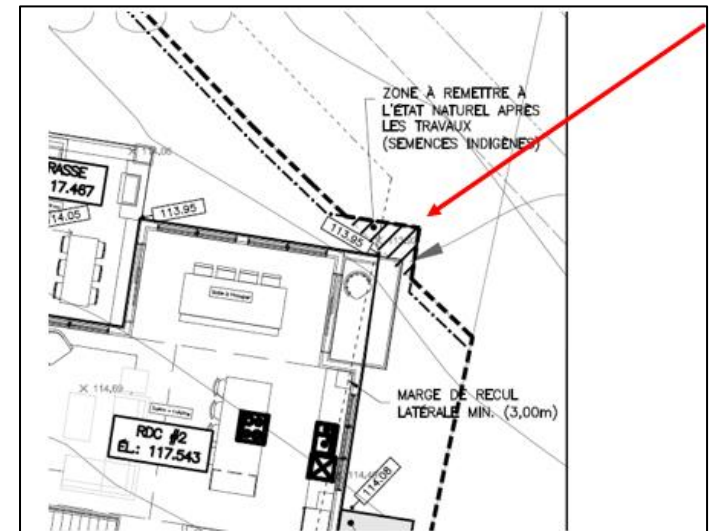 ZONE À REMETTRE À
L'ÉTAT NATUREL APRÈS
LES TRAVAUX
(SEMENCES INDIGÈNES)
RASSE
17.467
14.05
113.95
113.95
114.69
RDC #2
ÉL.: 117.543
MARGE DE RECUL
LATÉRALE MIN. (3,00m)
114.08